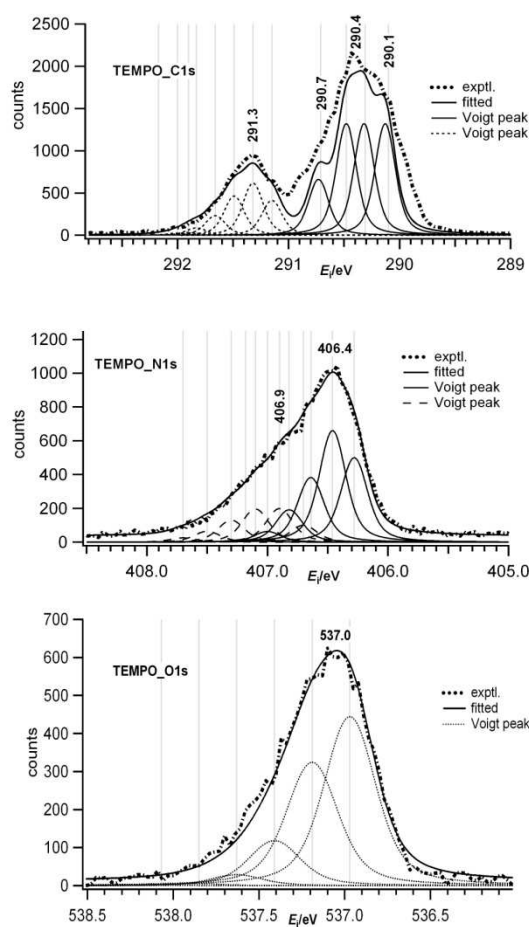 2500
2000
1500
1000
500
0
counts
TEMPO_C1s
291.3
290.7
290.4
290.1
exptl.
fitted
Voigt peak
Voigt peak
292
291
290
289
Eᵢ/eV
1200
1000
800
600
400
200
0
counts
TEMPO_N1s
406.9
406.4
exptl.
fitted
Voigt peak
Voigt peak
408.0
407.0
406.0
405.0
Eᵢ/eV
700
600
500
400
300
200
100
0
counts
TEMPO_O1s
537.0
exptl.
fitted
Voigt peak
538.5
538.0
537.5
537.0
536.5
Eᵢ/eV